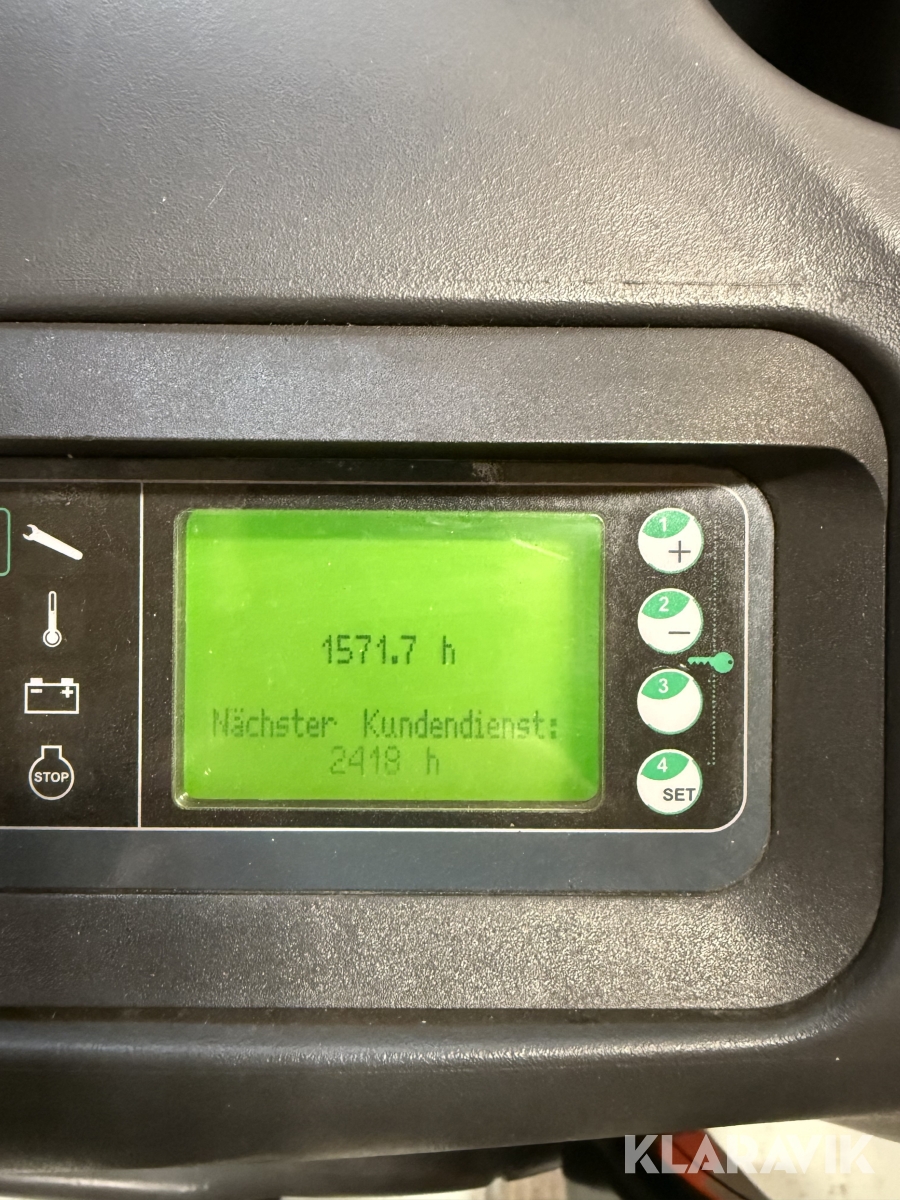 1
+
2
−
3
4
SET
STOP
1571.7 h
Nächster Kundendienst:
2418 h
KLARAVIK